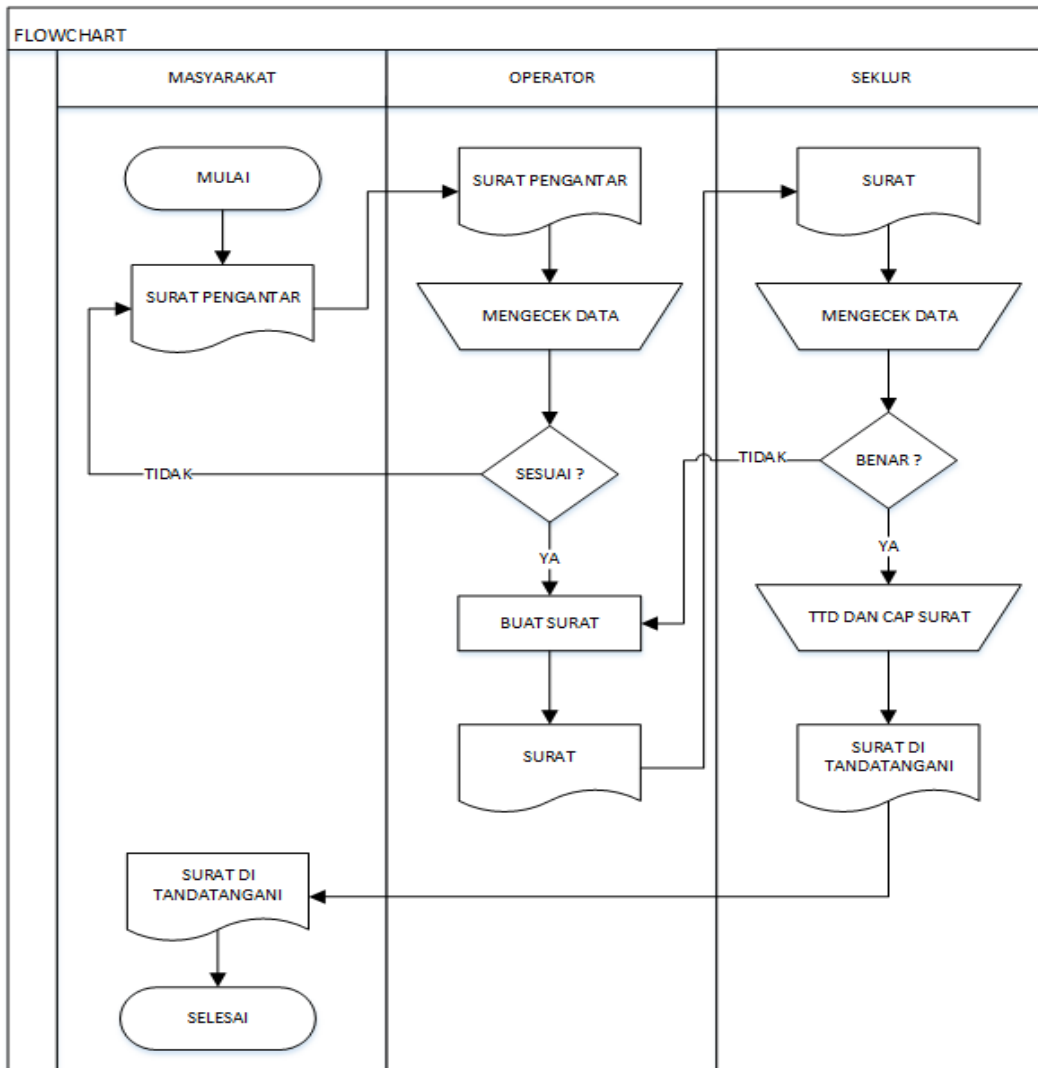 FLOWCHART
MASYARAKAT
OPERATOR
SEKLUR
MULAI
SURAT PENGANTAR
SURAT PENGANTAR
MENGECEK DATA
SESUAI ?
TIDAK
YA
BUAT SURAT
SURAT
SURAT
MENGECEK DATA
BENAR ?
TIDAK
YA
TTD DAN CAP SURAT
SURAT DI
TANDATANGANI
SURAT DI
TANDATANGANI
SELESAI